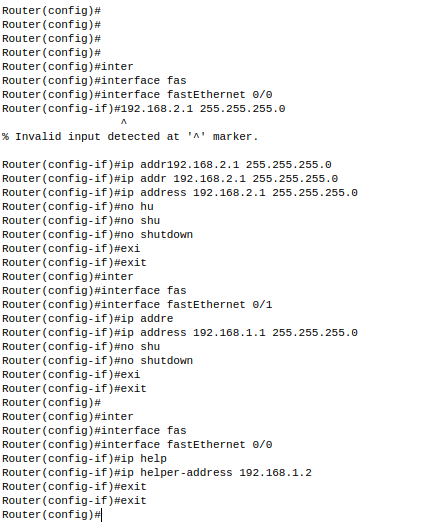 Router(config)#
Router(config)#
Router(config)#
Router(config)#
Router(config)#inter
Router(config)#interface fas
Router(config)#interface fastEthernet 0/0
Router(config-if)#192.168.2.1 255.255.255.0
^
% Invalid input detected at '^' marker.
Router(config-if)#ip addr192.168.2.1 255.255.255.0
Router(config-if)#ip addr 192.168.2.1 255.255.255.0
Router(config-if)#ip address 192.168.2.1 255.255.255.0
Router(config-if)#no hu
Router(config-if)#no shu
Router(config-if)#no shutdown
Router(config-if)#exi
Router(config-if)#exit
Router(config)#inter
Router(config)#interface fas
Router(config)#interface fastEthernet 0/1
Router(config-if)#ip addre
Router(config-if)#ip address 192.168.1.1 255.255.255.0
Router(config-if)#no shu
Router(config-if)#no shutdown
Router(config-if)#exi
Router(config-if)#exit
Router(config)#
Router(config)#inter
Router(config)#interface fas
Router(config)#interface fastEthernet 0/0
Router(config-if)#ip help
Router(config-if)#ip helper-address 192.168.1.2
Router(config-if)#exit
Router(config-if)#exit
Router(config)#